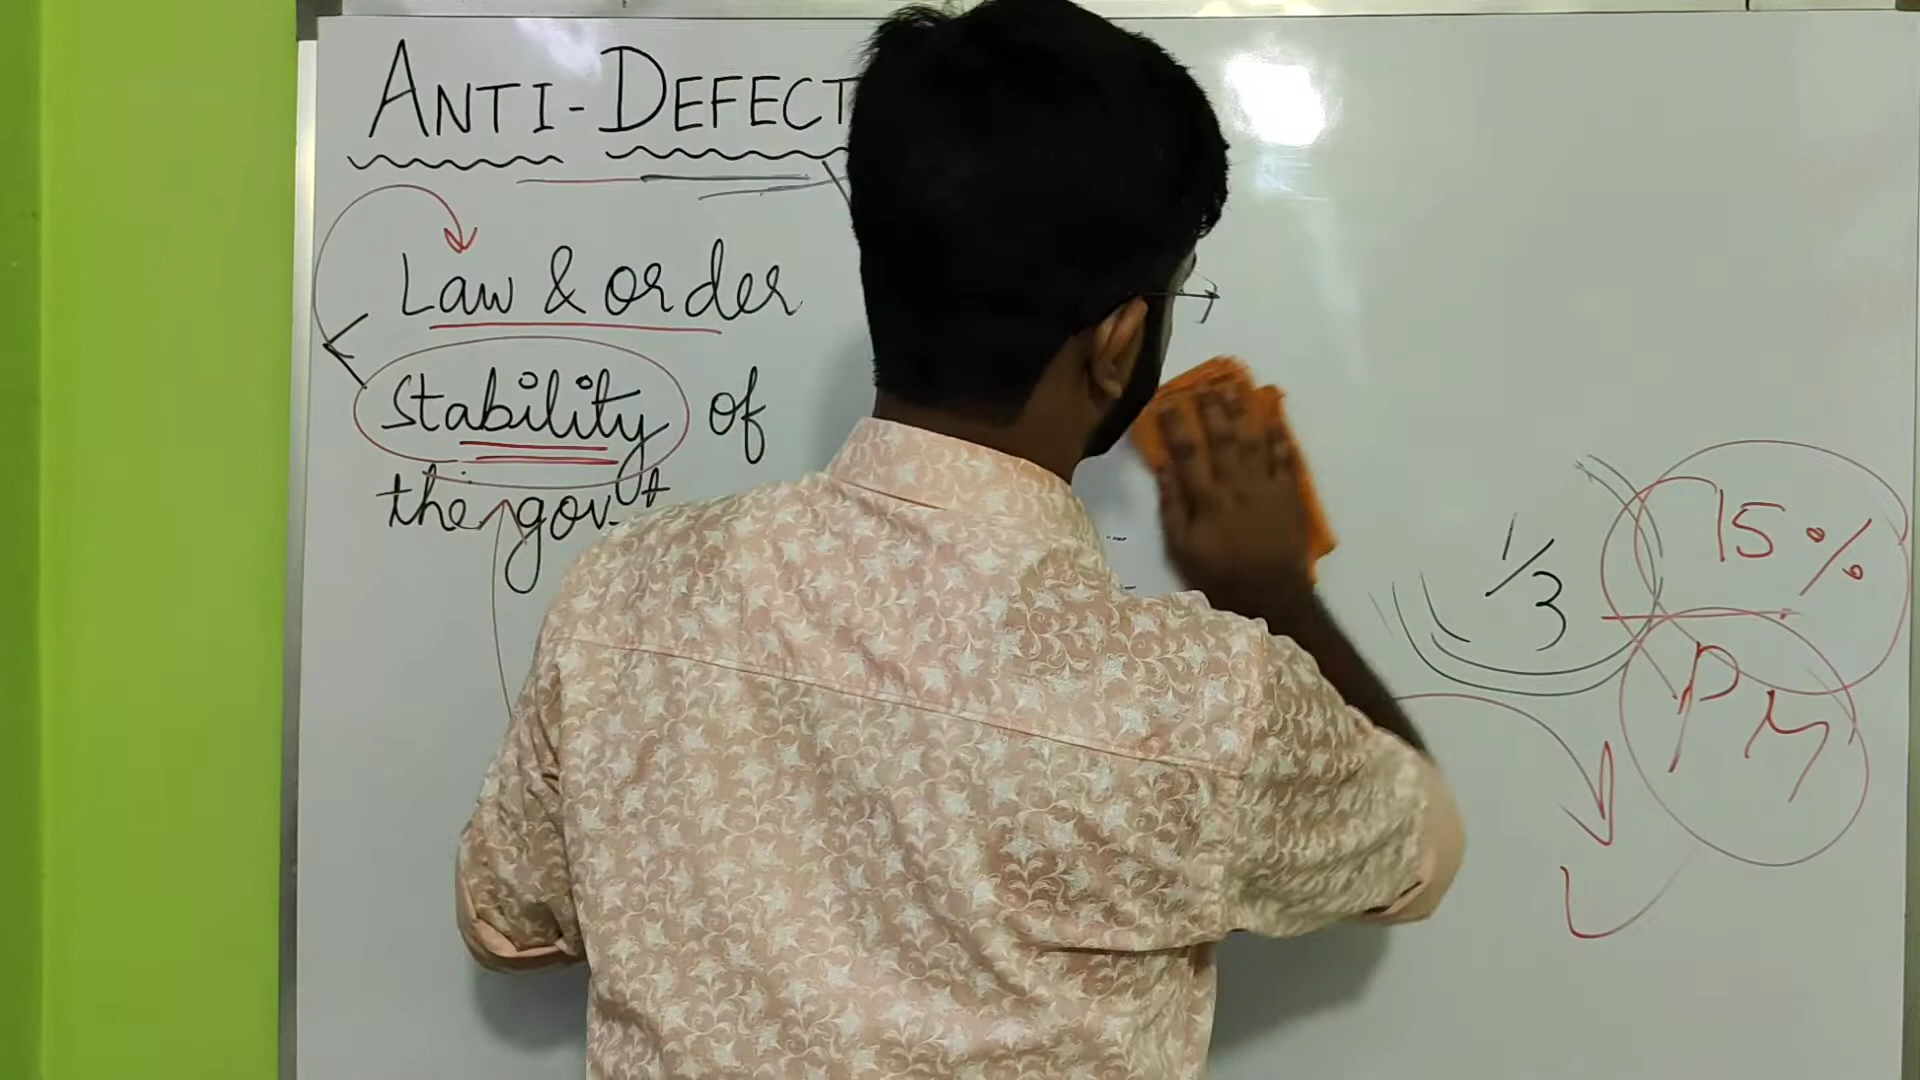 ANTI-DEFECT
Law & order
Stability of
the gov.t
1/3
15%
PM